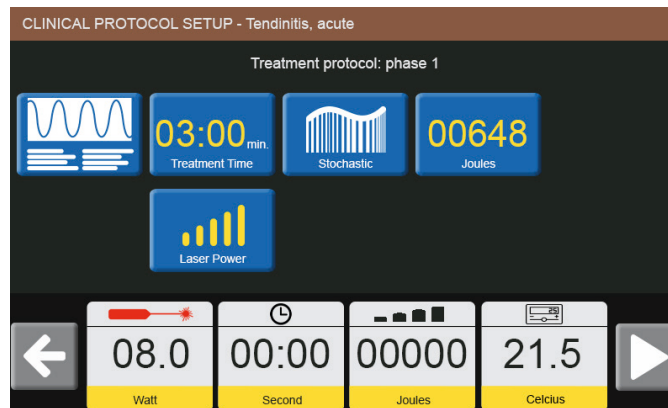 CLINICAL PROTOCOL SETUP - Tendinitis, acute
Treatment protocol: phase 1
03:00 min.
Treatment Time
Stochastic
00648
Joules
Laser Power
25
08.0
Watt
00:00
Second
00000
Joules
21.5
Celcius